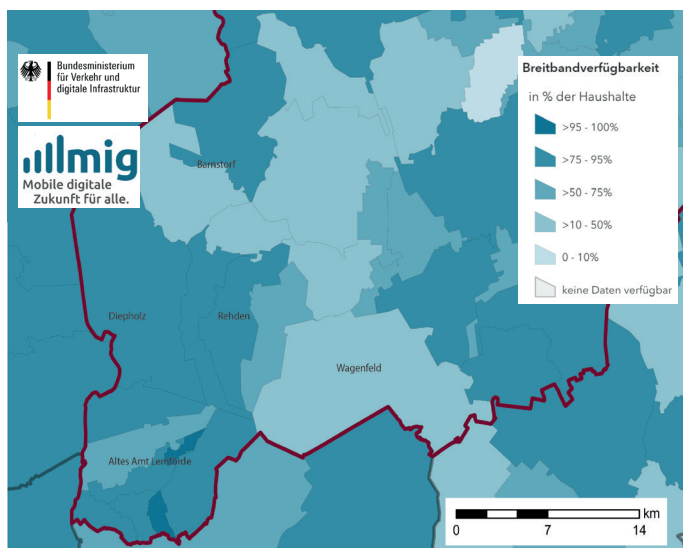 Bundesministerium
für Verkehr und
digitale Infrastruktur
mig
Mobile digitale
Zukunft für alle.
Breitbandverfügbarkeit
in % der Haushalte
>95 - 100%
>75 - 95%
>50 - 75%
>10 - 50%
0 - 10%
keine Daten verfügbar
Barnstorf
Diepholz
Rehden
Wagenfeld
Altes Amt Lemförde
km
0 7 14